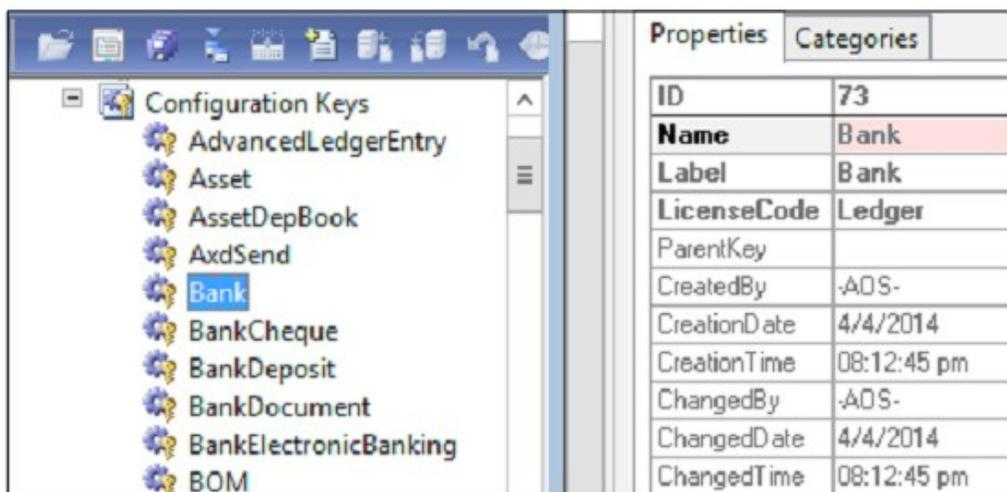 Configuration Keys
AdvancedLedgerEntry
Asset
AssetDepBook
AxdSend
Bank
BankCheque
BankDeposit
BankDocument
BankElectronicBanking
BOM
Properties Categories
ID 73
Name Bank
Label Bank
LicenseCode Ledger
ParentKey
CreatedBy -AOS-
CreationDate 4/4/2014
CreationTime 08:12:45 pm
ChangedBy -AOS-
ChangedDate 4/4/2014
ChangedTime 08:12:45 pm